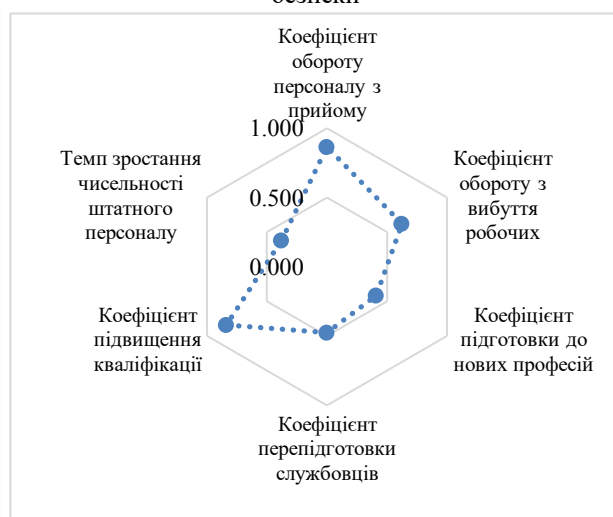 Коефіцієнт
обороту
персоналу з
прийому
1.000
Темп зростання
чисельності
штатного
персоналу
Коефіцієнт
обороту з
вибуття
робочих
0.500
0.000
Коефіцієнт
підвищення
кваліфікації
Коефіцієнт
підготовки до
нових професій
Коефіцієнт
перепідготовки
службовців